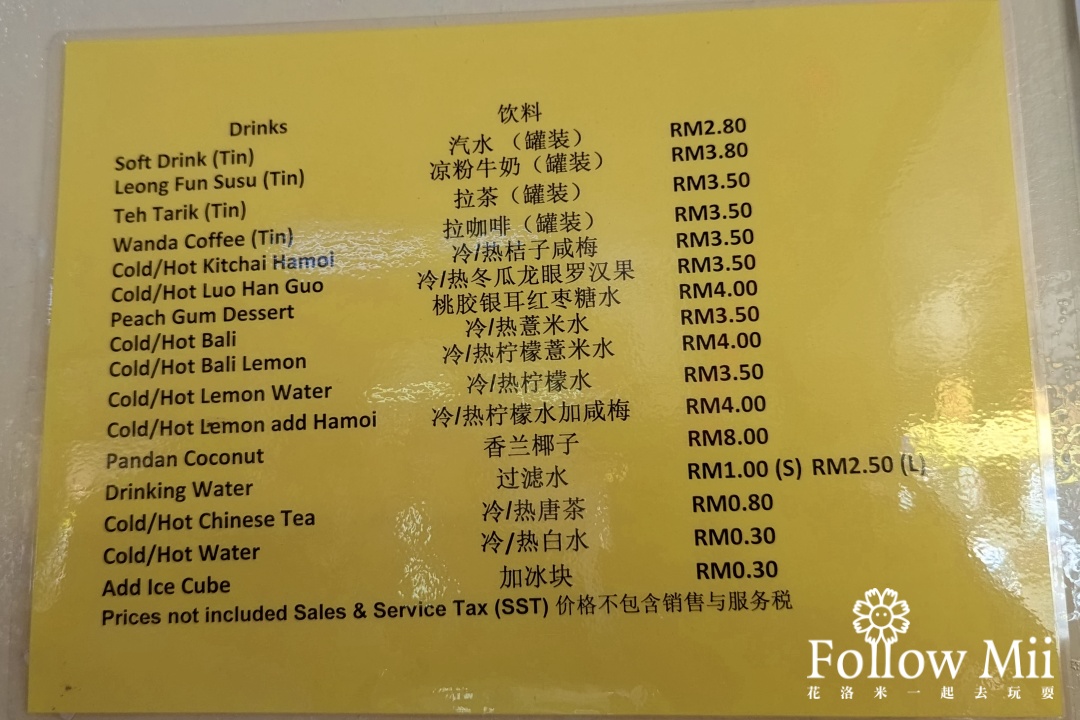 Drinks 饮料
Soft Drink (Tin) 汽水 （罐装） RM2.80
Leong Fun Susu (Tin) 凉粉牛奶（罐装） RM3.80
Teh Tarik (Tin) 拉茶（罐装） RM3.50
Wanda Coffee (Tin) 拉咖啡（罐装） RM3.50
Cold/Hot Kitchai Hamoi 冷/热桔子咸梅 RM3.50
Cold/Hot Luo Han Guo 冷/热冬瓜龙眼罗汉果 RM3.50
Peach Gum Dessert 桃胶银耳红枣糖水 RM4.00
Cold/Hot Bali 冷/热薏米水 RM3.50
Cold/Hot Bali Lemon 冷/热柠檬薏米水 RM4.00
Cold/Hot Lemon Water 冷/热柠檬水 RM3.50
Cold/Hot Lemon add Hamoi 冷/热柠檬水加咸梅 RM4.00
Pandan Coconut 香兰椰子 RM8.00
Drinking Water 过滤水 RM1.00 (S) RM2.50 (L)
Cold/Hot Chinese Tea 冷/热唐茶 RM0.80
Cold/Hot Water 冷/热白水 RM0.30
Add Ice Cube 加冰块 RM0.30
Prices not included Sales & Service Tax (SST) 价格不包含销售与服务税
Follow Mii
花洛米一起去玩耍